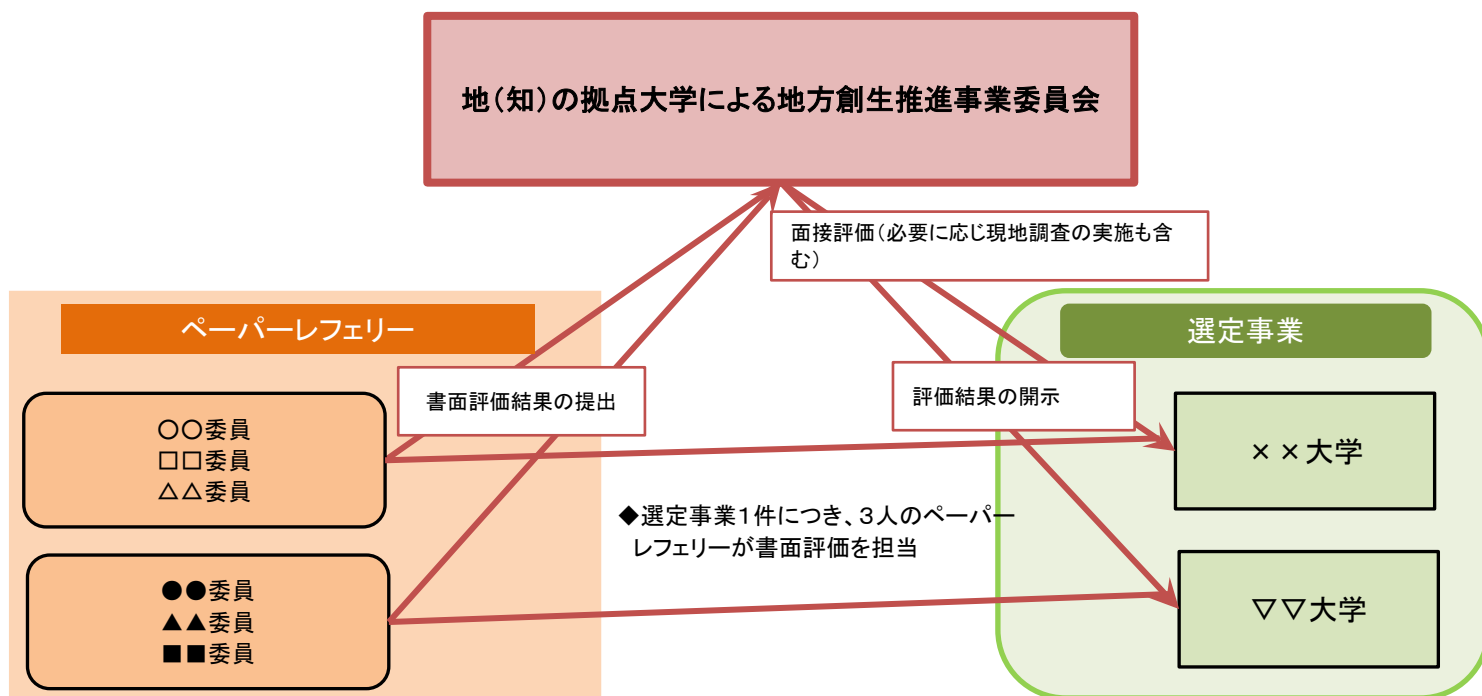 地(知)の拠点大学による地方創生推進事業委員会
面接評価(必要に応じ現地調査の実施も含
む)
ペーパーレフェリー
選定事業
書面評価結果の提出
評価結果の開示
○○委員
□□委員
△△委員
××大学
◆選定事業1件につき、3人のペーパー
レフェリーが書面評価を担当
●●委員
▲▲委員
■■委員
▽▽大学